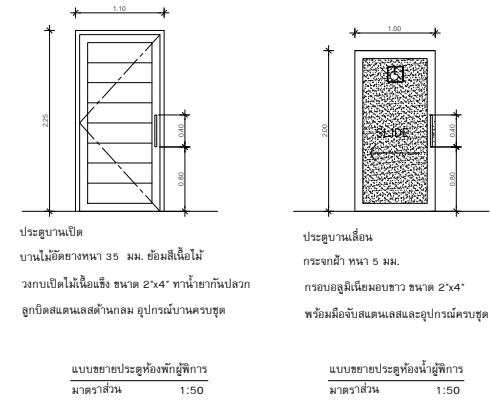 1.10
2.25
0.40
0.80
1.00
2.00
SLIDE
0.40
0.80
ประตูบานเปิด
บานไม้อัดยางหนา 35 มม. ย้อมสีเนื้อไม้
วงกบเปิดไม้เนื้อแข็ง ขนาด 2"x4" ทาน้ำยากันปลวก
ลูกบิดสแตนเลสด้านกลม อุปกรณ์บานครบชุด
แบบขยายประตูห้องพักผู้พิการ
มาตราส่วน 1:50
ประตูบานเลื่อน
กระจกฝ้า หนา 5 มม.
กรอบอลูมิเนียมอบขาว ขนาด 2"x4"
พร้อมมือจับสแตนเลสและอุปกรณ์ครบชุด
แบบขยายประตูห้องน้ำผู้พิการ
มาตราส่วน 1:50